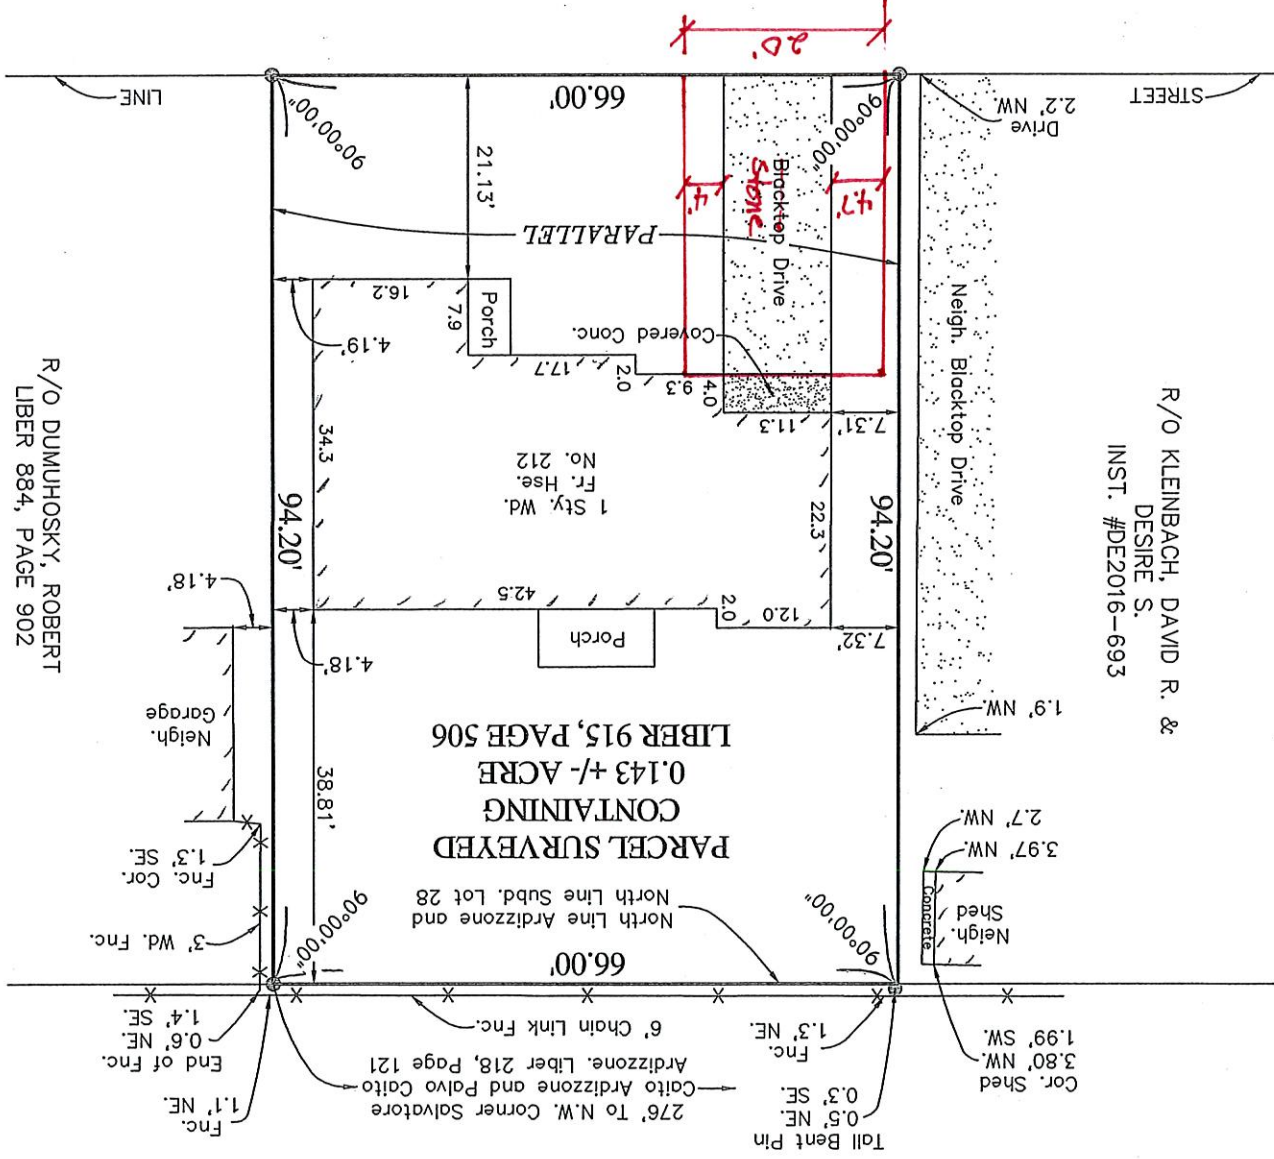 20'
STREET
LINE
66.00'
90°00'00"
90°00'00"
Drive
2.2' NW.
21.13'
Blacktop Drive
Stone
4'
4.7'
PARALLEL
16.2
7.9
Porch
4.19'
Covered Conc.
17.7
2.0
9.3
4.0
11.3
7.31'
Neigh. Blacktop Drive
R/O KLEINBACH, DAVID R. &
DESIRE S.
INST. #DE2016-693
R/O DUMUHOSKY, ROBERT
LIBER 884, PAGE 902
34.3
94.20'
1 Sty. Wd.
Fr. Hse.
No. 212
22.3
94.20'
42.5
2.0
12.0
Porch
7.32'
4.18'
4.18'
Neigh.
Garage
38.81'
1.9' NW.
PARCEL SURVEYED
CONTAINING
0.143 +/- ACRE
LIBER 915, PAGE 506
2.7' NW.
3.97' NW.
Neigh.
Shed
Concrete
Fnc. Cor.
1.3' SE.
3' Wd. Fnc.
North Line Ardizzone and
North Line Subd. Lot 28
90°00'00"
90°00'00"
66.00'
6' Chain Link Fnc.
End of Fnc.
0.6' NE.
1.4' SE.
Fnc.
1.1' NE.
276' To N.W. Corner Salvatore
Caito Ardizzone and Palvo Caito
Ardizzone. Liber 218, Page 121
Fnc.
1.3' NE.
Tall Bent Pin
0.5' NE.
0.3' SE.
Cor. Shed
3.80' NW.
1.99' SW.